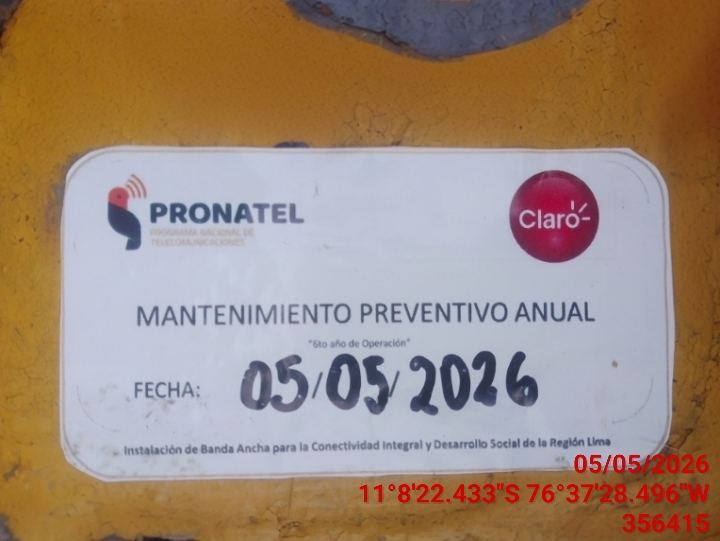 PRONATEL
PROGRAMA NACIONAL DE
TELECOMUNICACIONES
Claro
MANTENIMIENTO PREVENTIVO ANUAL
"6to año de Operación"
FECHA: 05/05/2026
Instalación de Banda Ancha para la Conectividad Integral y Desarrollo Social de la Región Lima
05/05/2026
11°8'22.433"S 76°37'28.496"W
356415